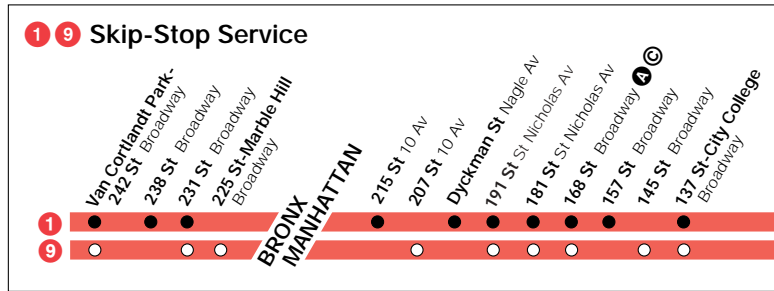 1 9 Skip-Stop Service
Van Cortlandt Park-
242 St Broadway
238 St Broadway
231 St Broadway
225 St-Marble Hill
Broadway
BRONX
MANHATTAN
215 St 10 Av
207 St 10 Av
Dyckman St Nagle Av
191 St St Nicholas Av
181 St St Nicholas Av
168 St Broadway A C
157 St Broadway
145 St Broadway
137 St-City College
Broadway
1
9